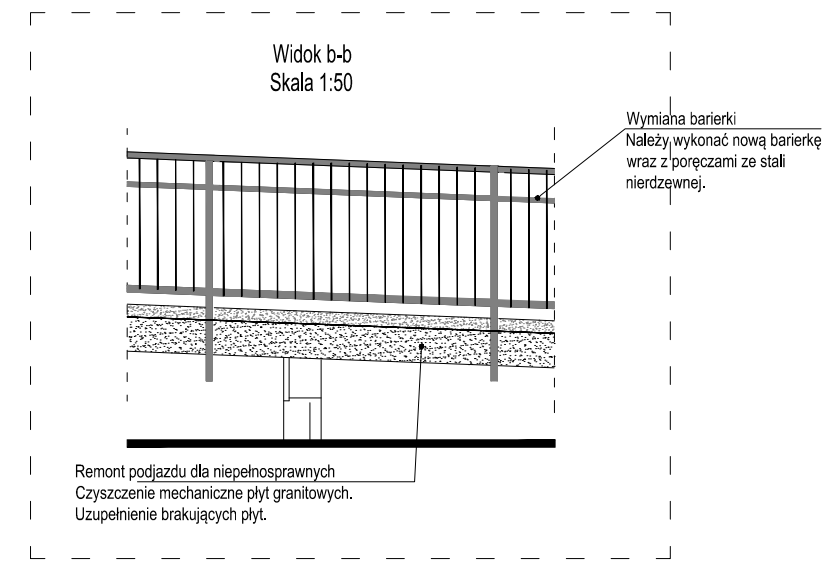 Widok b-b
Skala 1:50
Wymiana barierki
Należy wykonać nową barierkę
wraz z poręczami ze stali
nierdzewnej.
Remont podjazdu dla niepełnosprawnych
Czyszczenie mechaniczne płyt granitowych.
Uzupełnienie brakujących płyt.